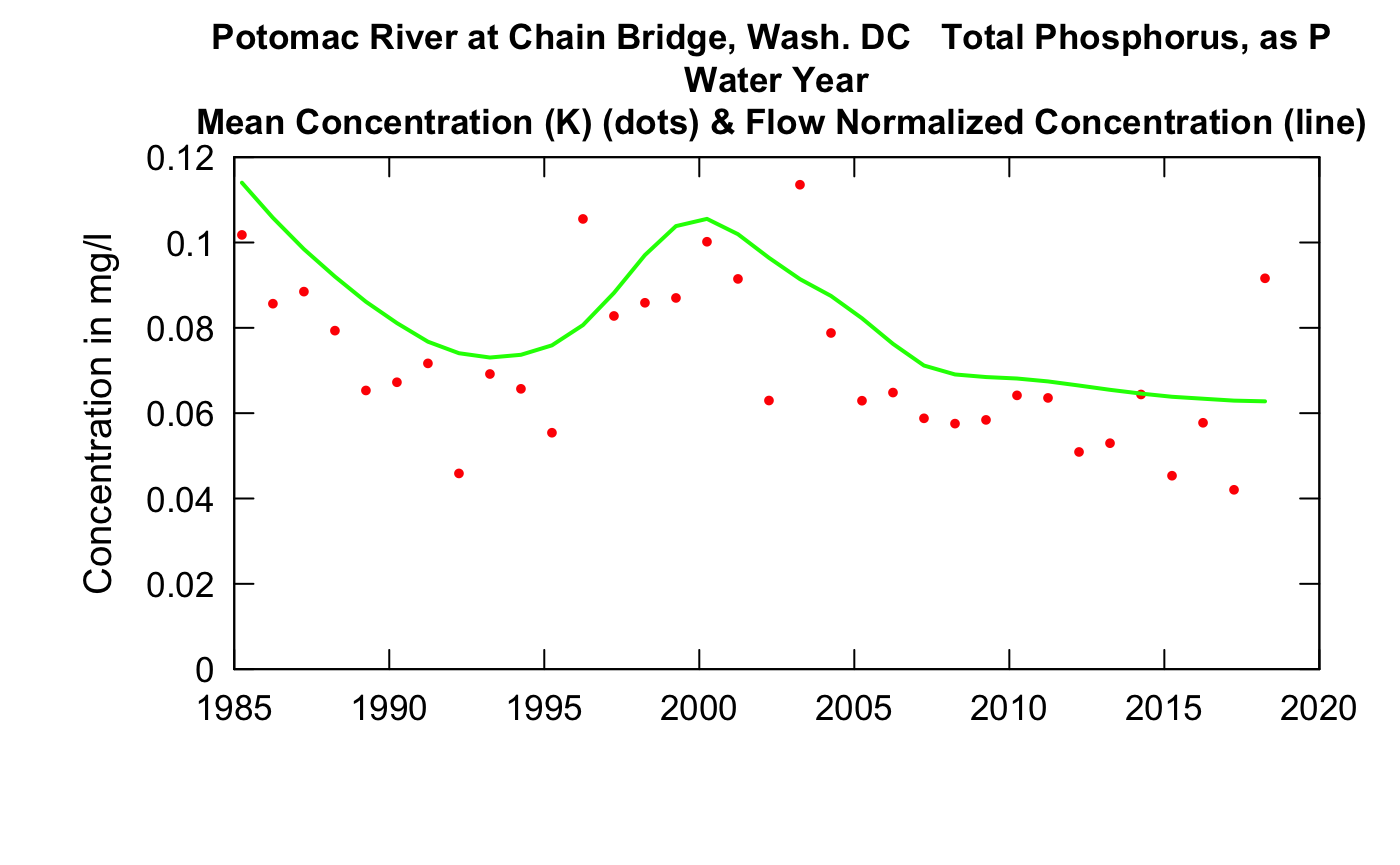 Potomac River at Chain Bridge, Wash. DC   Total Phosphorus, as P
Water Year
Mean Concentration (K) (dots) & Flow Normalized Concentration (line)
0.12
0.1
0.08
0.06
0.04
0.02
0
Concentration in mg/l
1985 1990 1995 2000 2005 2010 2015 2020